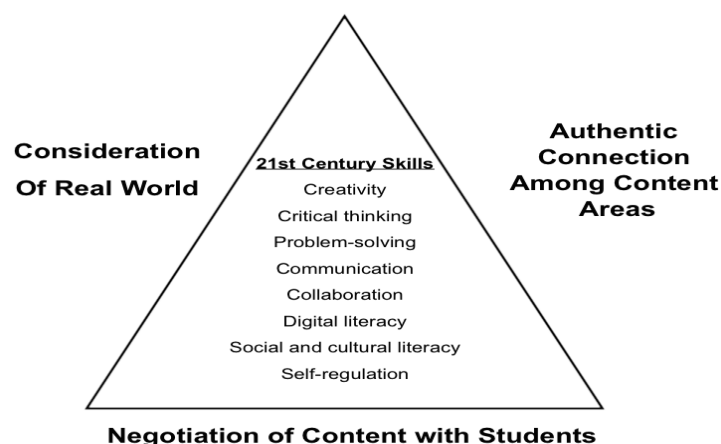 Consideration
Of Real World
Authentic
Connection
Among Content
Areas
21st Century Skills
Creativity
Critical thinking
Problem-solving
Communication
Collaboration
Digital literacy
Social and cultural literacy
Self-regulation
Negotiation of Content with Students